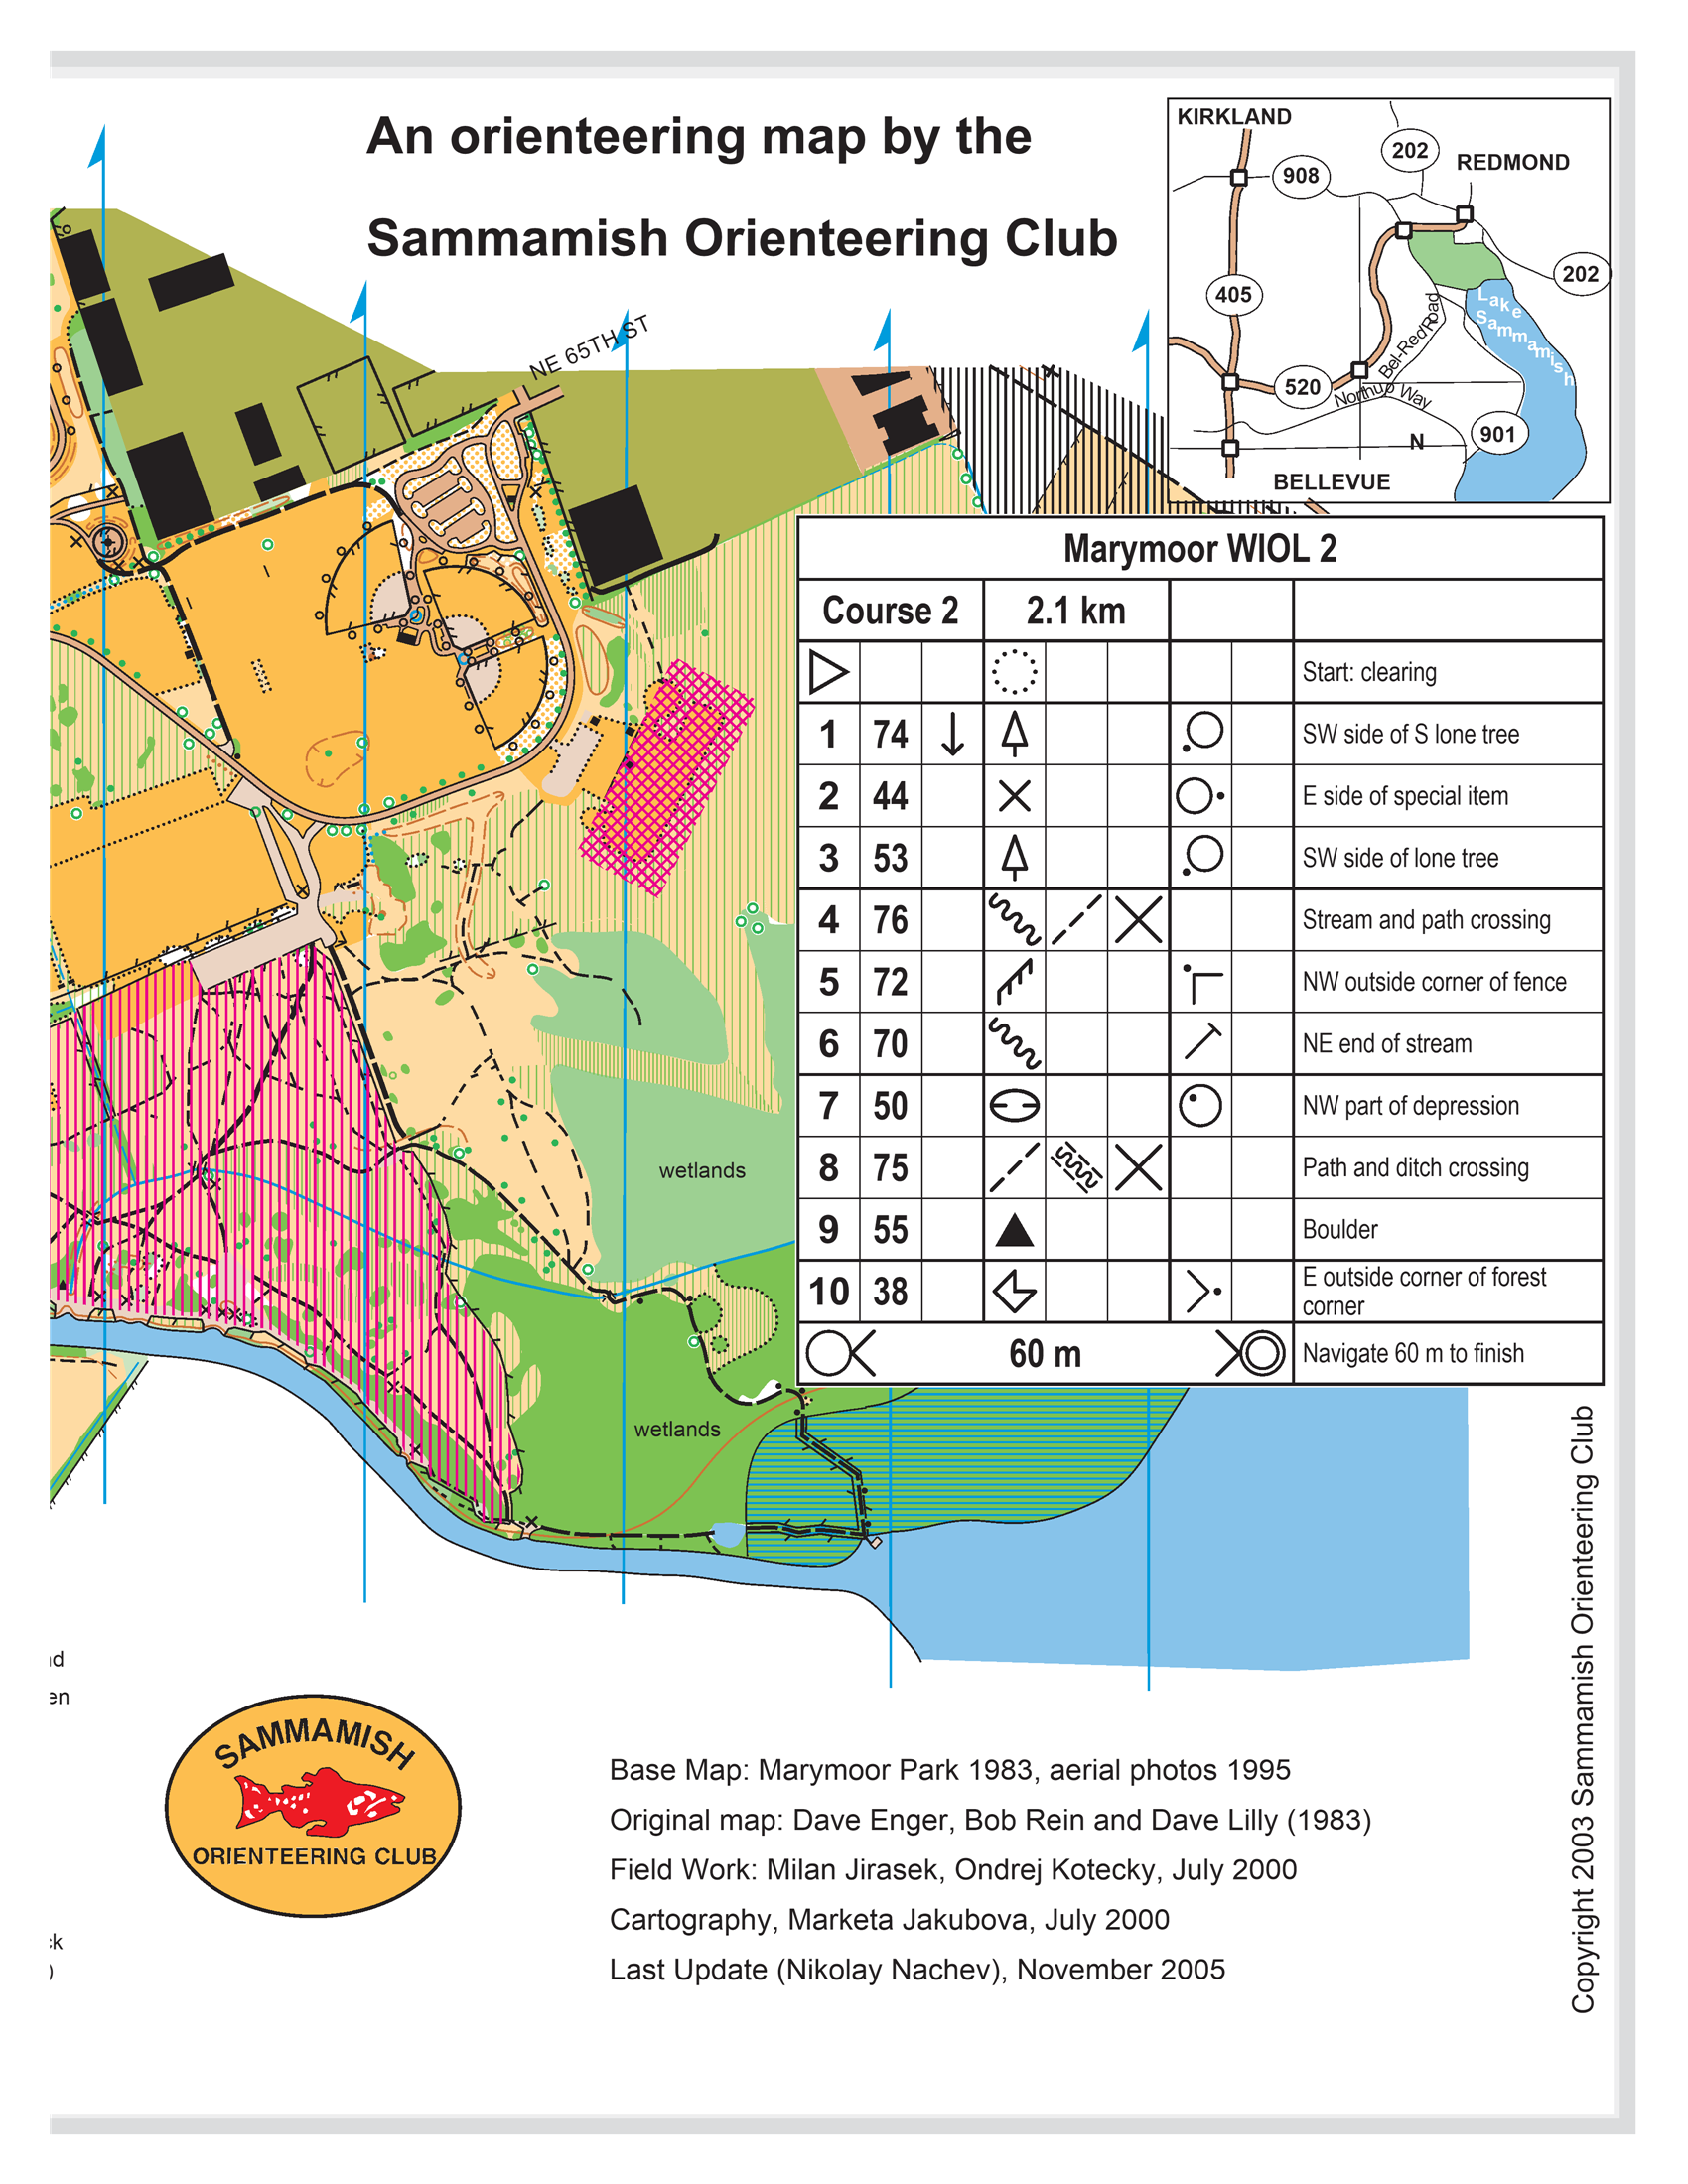 An orienteering map by the
Sammamish Orienteering Club
KIRKLAND
202
REDMOND
908
202
405
Lake Sammamish
Bel-Red Road
520
Northup Way
901
N
BELLEVUE
NE 65TH ST
Marymoor WIOL 2
Course 2 2.1 km
Start: clearing
1 74 SW side of S lone tree
2 44 E side of special item
3 53 SW side of lone tree
4 76 Stream and path crossing
5 72 NW outside corner of fence
6 70 NE end of stream
7 50 NW part of depression
8 75 Path and ditch crossing
9 55 Boulder
10 38 E outside corner of forest
corner
60 m Navigate 60 m to finish
wetlands
wetlands
en
SAMMAMISH
ORIENTEERING CLUB
Base Map: Marymoor Park 1983, aerial photos 1995
Original map: Dave Enger, Bob Rein and Dave Lilly (1983)
Field Work: Milan Jirasek, Ondrej Kotecky, July 2000
Cartography, Marketa Jakubova, July 2000
Last Update (Nikolay Nachev), November 2005
Copyright 2003 Sammamish Orienteering Club